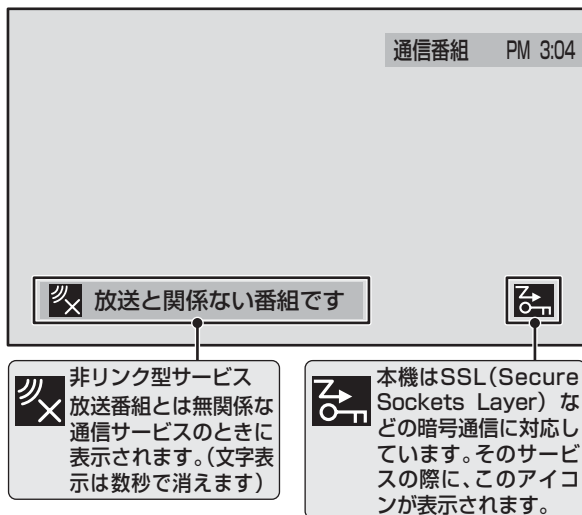 通信番組 PM 3:04
放送と関係ない番組です
非リンク型サービス
放送番組とは無関係な
通信サービスのときに
表示されます。(文字表
示は数秒で消えます)
本機はSSL(Secure
Sockets Layer) な
どの暗号通信に対応し
ています。そのサービ
スの際に、このアイコ
ンが表示されます。